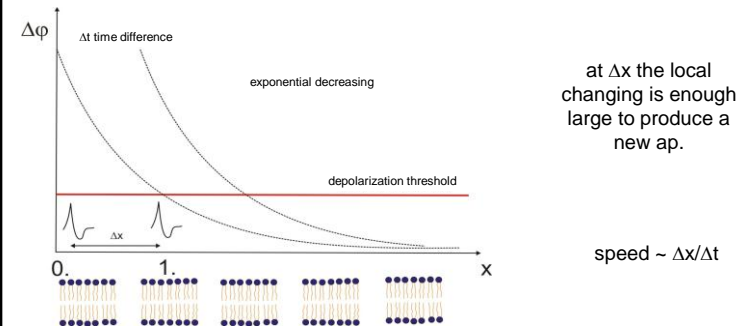 Δφ
Δt time difference
exponential decreasing
depolarization threshold
Δx
0.
1.
x
at Δx the local
changing is enough
large to produce a
new ap.
speed ~ Δx/Δt